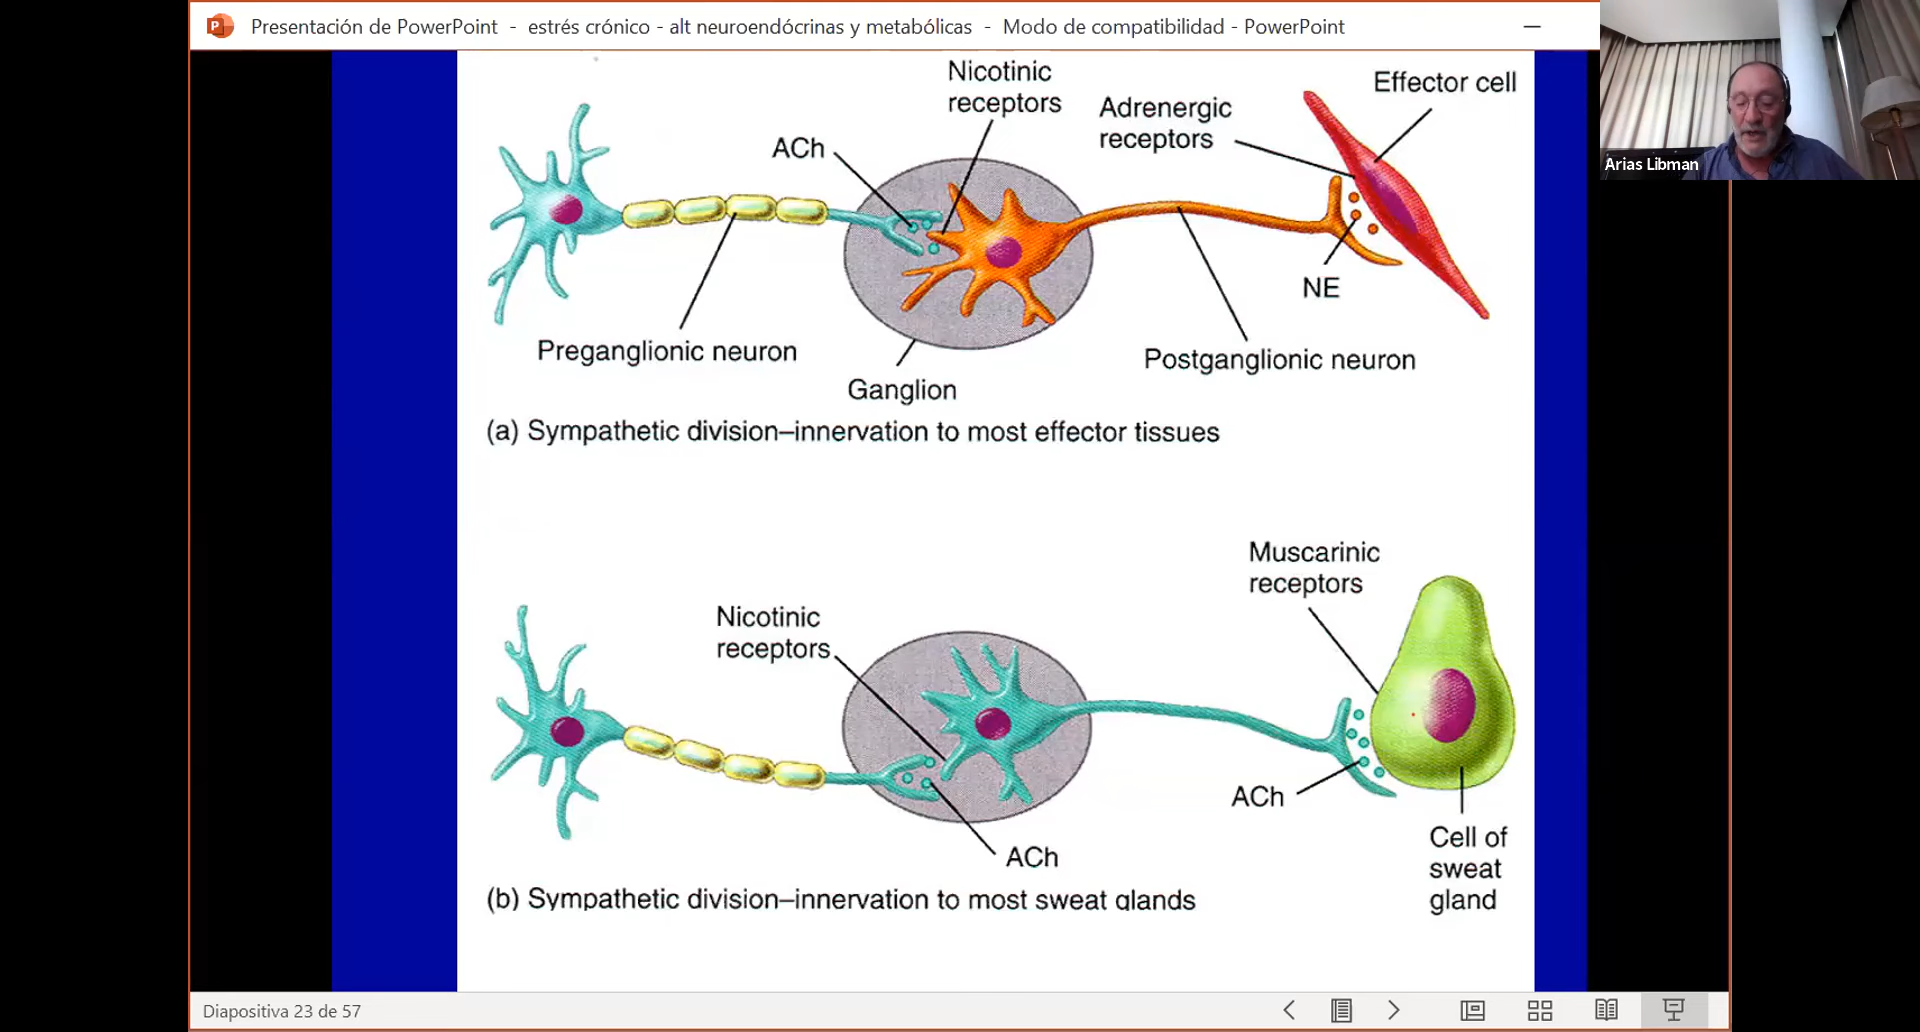 Presentación de PowerPoint - estrés crónico - alt neuroendócrinas y metabólicas - Modo de compatibilidad - PowerPoint
Arias Libman
Nicotinic
receptors
Effector cell
Adrenergic
receptors
ACh
NE
Preganglionic neuron
Postganglionic neuron
Ganglion
(a) Sympathetic division–innervation to most effector tissues
Muscarinic
receptors
Nicotinic
receptors
ACh
ACh
Cell of
sweat
gland
(b) Sympathetic division–innervation to most sweat glands
Diapositiva 23 de 57